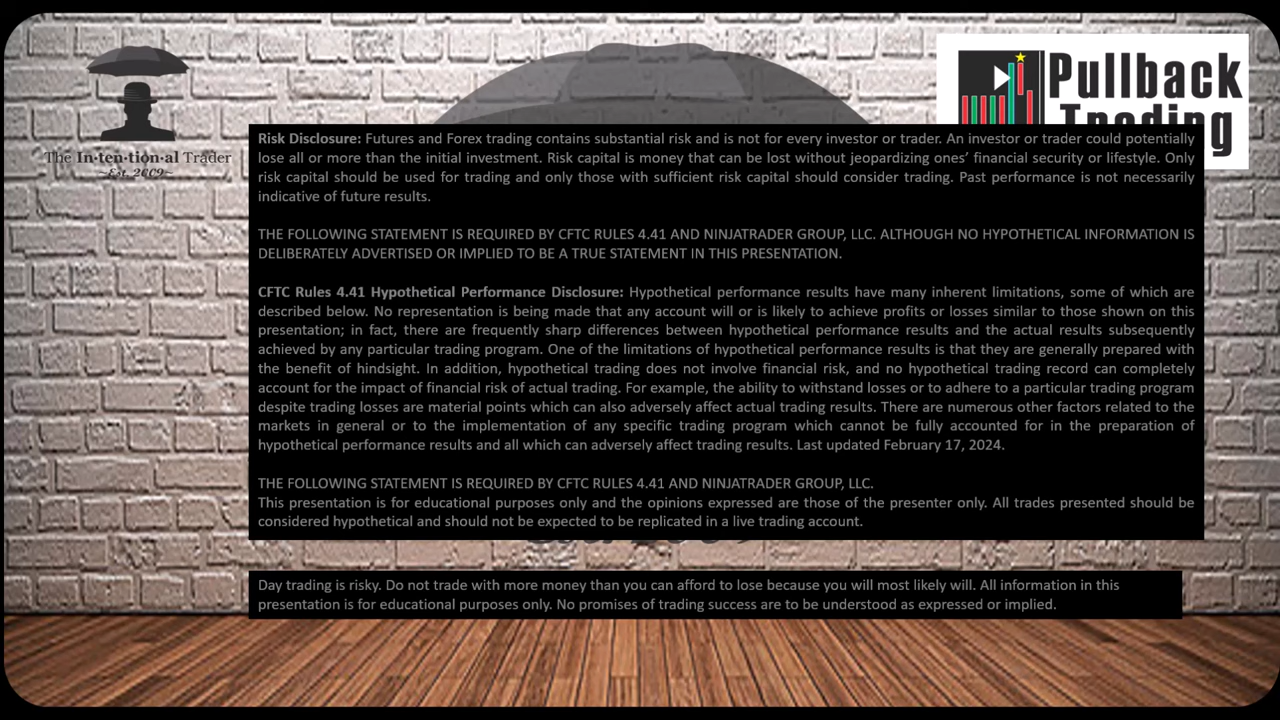 The In•ten•tion•al Trader
~Est. 2009~
Pullback
Trading
Risk Disclosure: Futures and Forex trading contains substantial risk and is not for every investor or trader. An investor or trader could potentially
lose all or more than the initial investment. Risk capital is money that can be lost without jeopardizing ones’ financial security or lifestyle. Only
risk capital should be used for trading and only those with sufficient risk capital should consider trading. Past performance is not necessarily
indicative of future results.
THE FOLLOWING STATEMENT IS REQUIRED BY CFTC RULES 4.41 AND NINJATRADER GROUP, LLC. ALTHOUGH NO HYPOTHETICAL INFORMATION IS
DELIBERATELY ADVERTISED OR IMPLIED TO BE A TRUE STATEMENT IN THIS PRESENTATION.
CFTC Rules 4.41 Hypothetical Performance Disclosure: Hypothetical performance results have many inherent limitations, some of which are
described below. No representation is being made that any account will or is likely to achieve profits or losses similar to those shown on this
presentation; in fact, there are frequently sharp differences between hypothetical performance results and the actual results subsequently
achieved by any particular trading program. One of the limitations of hypothetical performance results is that they are generally prepared with
the benefit of hindsight. In addition, hypothetical trading does not involve financial risk, and no hypothetical trading record can completely
account for the impact of financial risk of actual trading. For example, the ability to withstand losses or to adhere to a particular trading program
despite trading losses are material points which can also adversely affect actual trading results. There are numerous other factors related to the
markets in general or to the implementation of any specific trading program which cannot be fully accounted for in the preparation of
hypothetical performance results and all which can adversely affect trading results. Last updated February 17, 2024.
THE FOLLOWING STATEMENT IS REQUIRED BY CFTC RULES 4.41 AND NINJATRADER GROUP, LLC.
This presentation is for educational purposes only and the opinions expressed are those of the presenter only. All trades presented should be
considered hypothetical and should not be expected to be replicated in a live trading account.
Day trading is risky. Do not trade with more money than you can afford to lose because you will most likely will. All information in this
presentation is for educational purposes only. No promises of trading success are to be understood as expressed or implied.